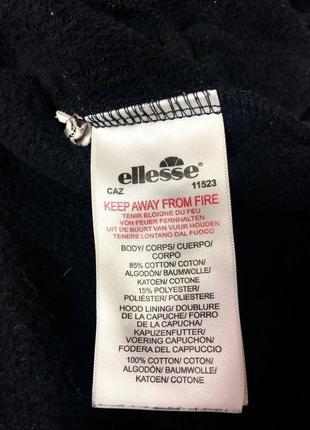 ellesse
CAZ 11523
KEEP AWAY FROM FIRE
TENIR ELOIGNE DU FEU
VON FEUER FERNHALTEN
UIT DE BUURT VAN VUUR HOUDEN
TENERE LONTANO DAL FUOCO
BODY/ CORPS/ CUERPO/
CORPO
85% COTTON/ COTON/
ALGODÓN/ BAUMWOLLE/
KATOEN/ COTONE
15% POLYESTER/
POLIÉSTER/ POLIESTERE
HOOD LINING/ DOUBLURE
DE LA CAPUCHE/ FORRO
DE LA CAPUCHA/
KAPUZENFUTTER/
VOERING CAPUCHON/
FODERA DEL CAPPUCCIO
100% COTTON/ COTON/
ALGODÓN/ BAUMWOLLE/
KATOEN/ COTONE